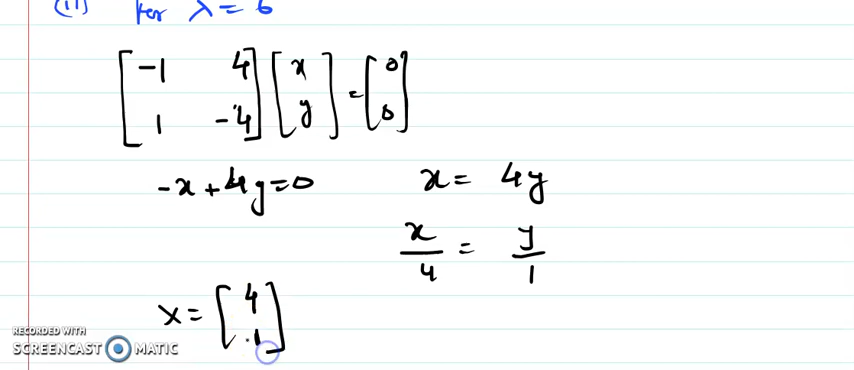 (ii) for λ = 6
[ -1 4 ; 1 -4 ] [ x ; y ] = [ 0 ; 0 ]
-x + 4y = 0 x = 4y
x/4 = y/1
X = [ 4 ; 1 ]
RECORDED WITH
SCREENCAST MATIC